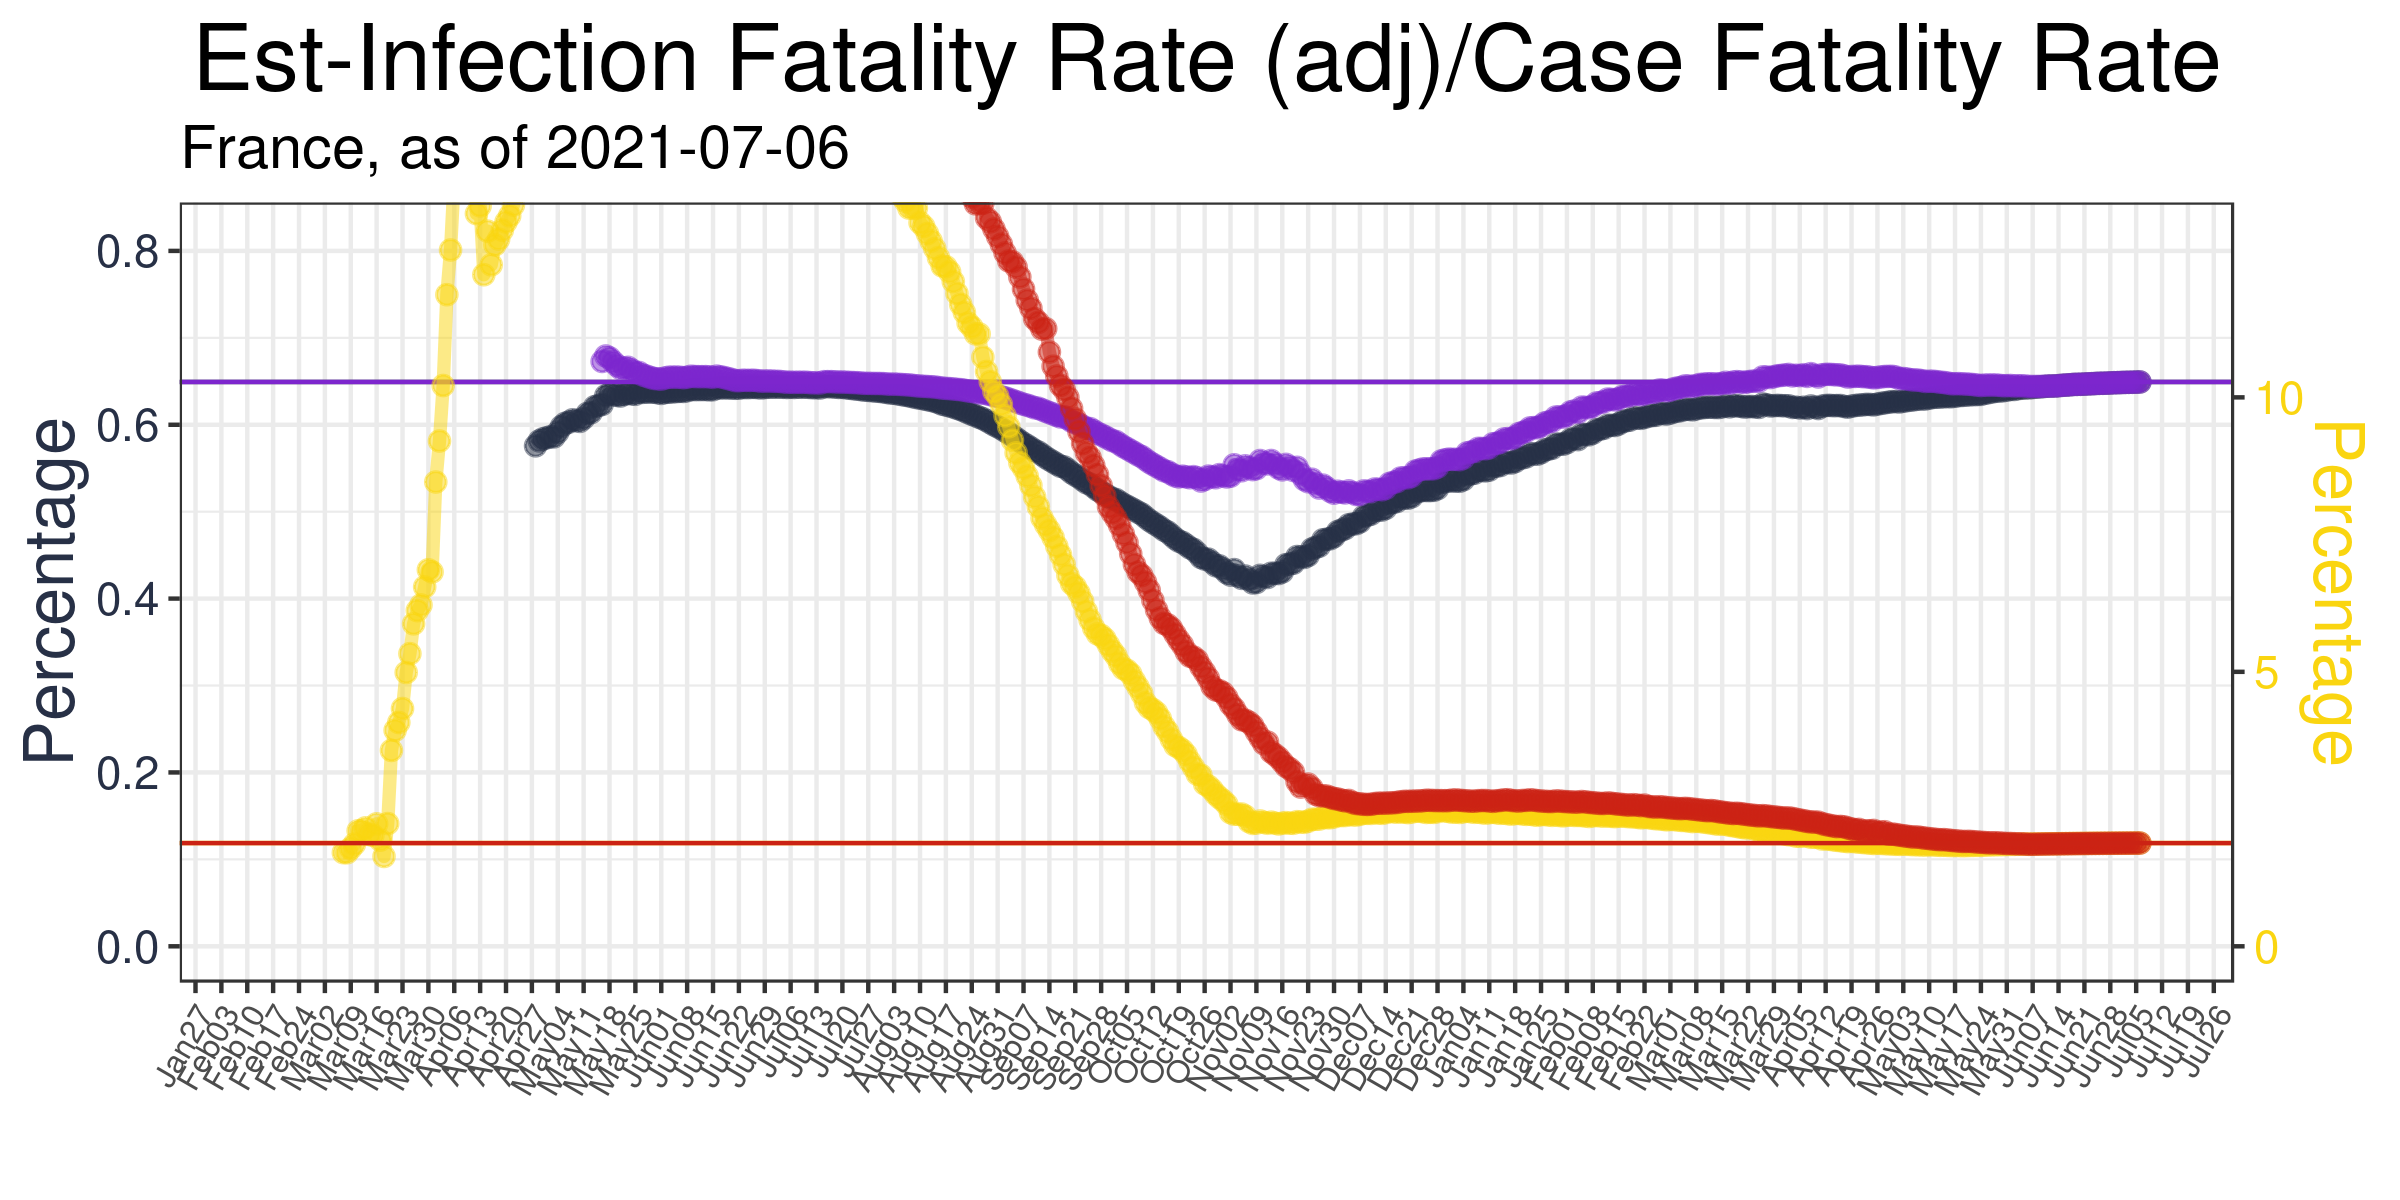 Est-Infection Fatality Rate (adj)/Case Fatality Rate
France, as of 2021-07-06
Percentage
0.8
0.6
0.4
0.2
0.0
10
5
0
Percentage
Jan27
Feb03
Feb10
Feb17
Feb24
Mar02
Mar09
Mar16
Mar23
Mar30
Apr06
Apr13
Apr20
Apr27
May04
May11
May18
May25
Jun01
Jun08
Jun15
Jun22
Jun29
Jul06
Jul13
Jul20
Jul27
Aug03
Aug10
Aug17
Aug24
Aug31
Sep07
Sep14
Sep21
Sep28
Oct05
Oct12
Oct19
Oct26
Nov02
Nov09
Nov16
Nov23
Nov30
Dec07
Dec14
Dec21
Dec28
Jan04
Jan11
Jan18
Jan25
Feb01
Feb08
Feb15
Feb22
Mar01
Mar08
Mar15
Mar22
Mar29
Apr05
Apr12
Apr19
Apr26
May03
May10
May17
May24
May31
Jun07
Jun14
Jun21
Jun28
Jul05
Jul12
Jul19
Jul26